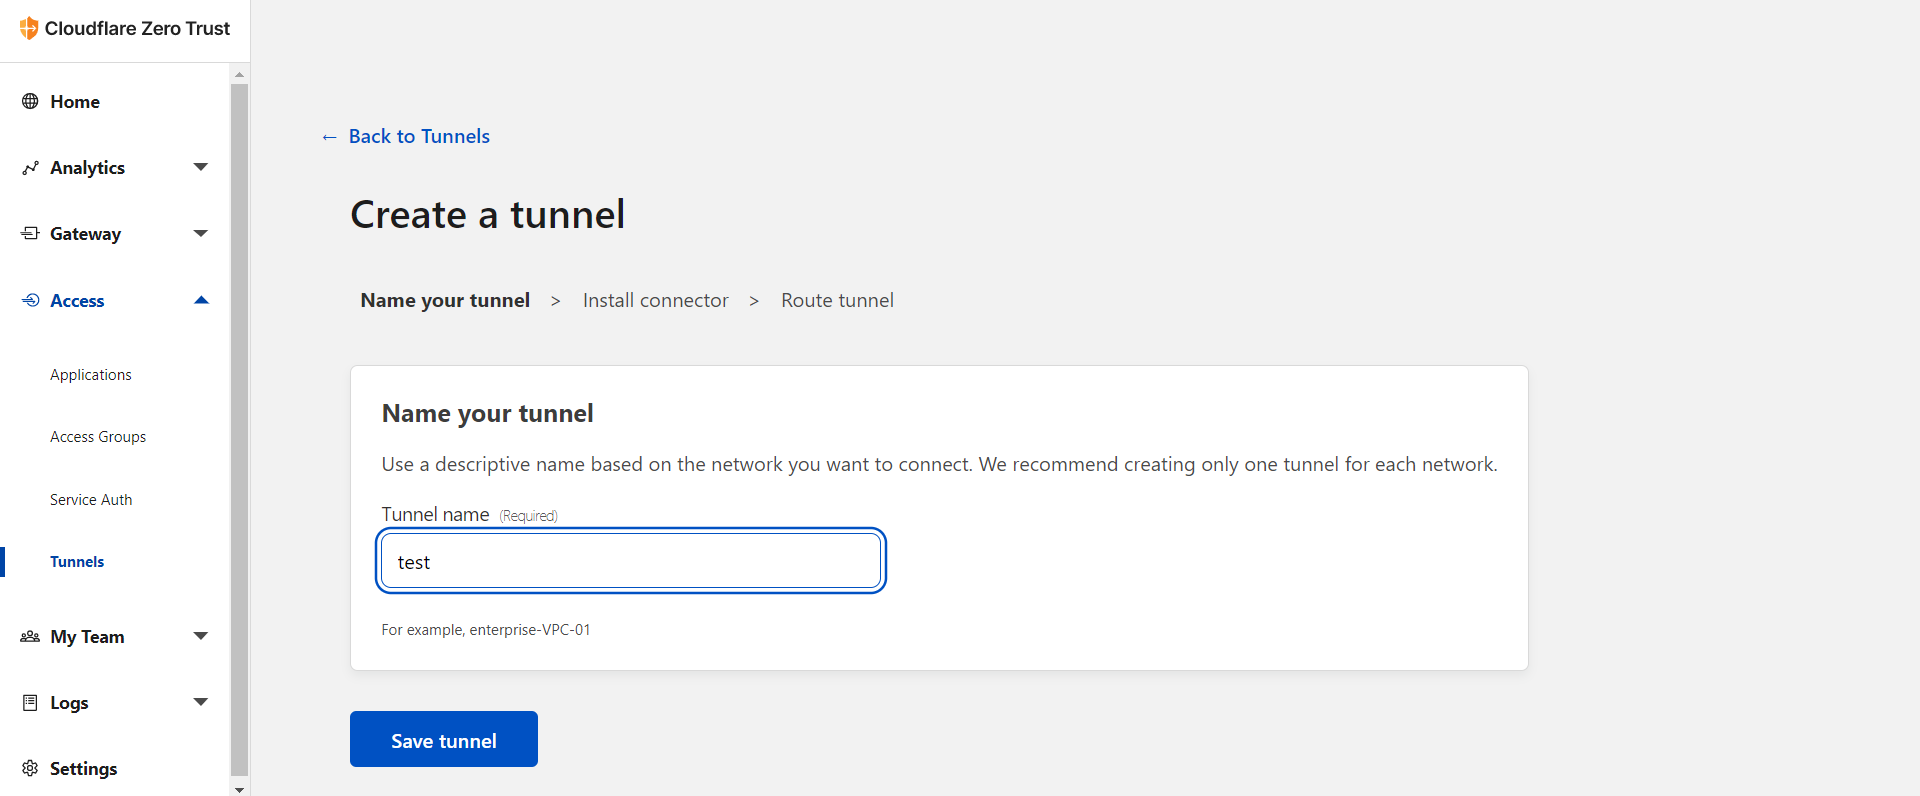 Cloudflare Zero Trust
Home
Analytics
Gateway
Access
Applications
Access Groups
Service Auth
Tunnels
My Team
Logs
Settings
← Back to Tunnels
Create a tunnel
Name your tunnel > Install connector > Route tunnel
Name your tunnel
Use a descriptive name based on the network you want to connect. We recommend creating only one tunnel for each network.
Tunnel name (Required)
test
For example, enterprise-VPC-01
Save tunnel